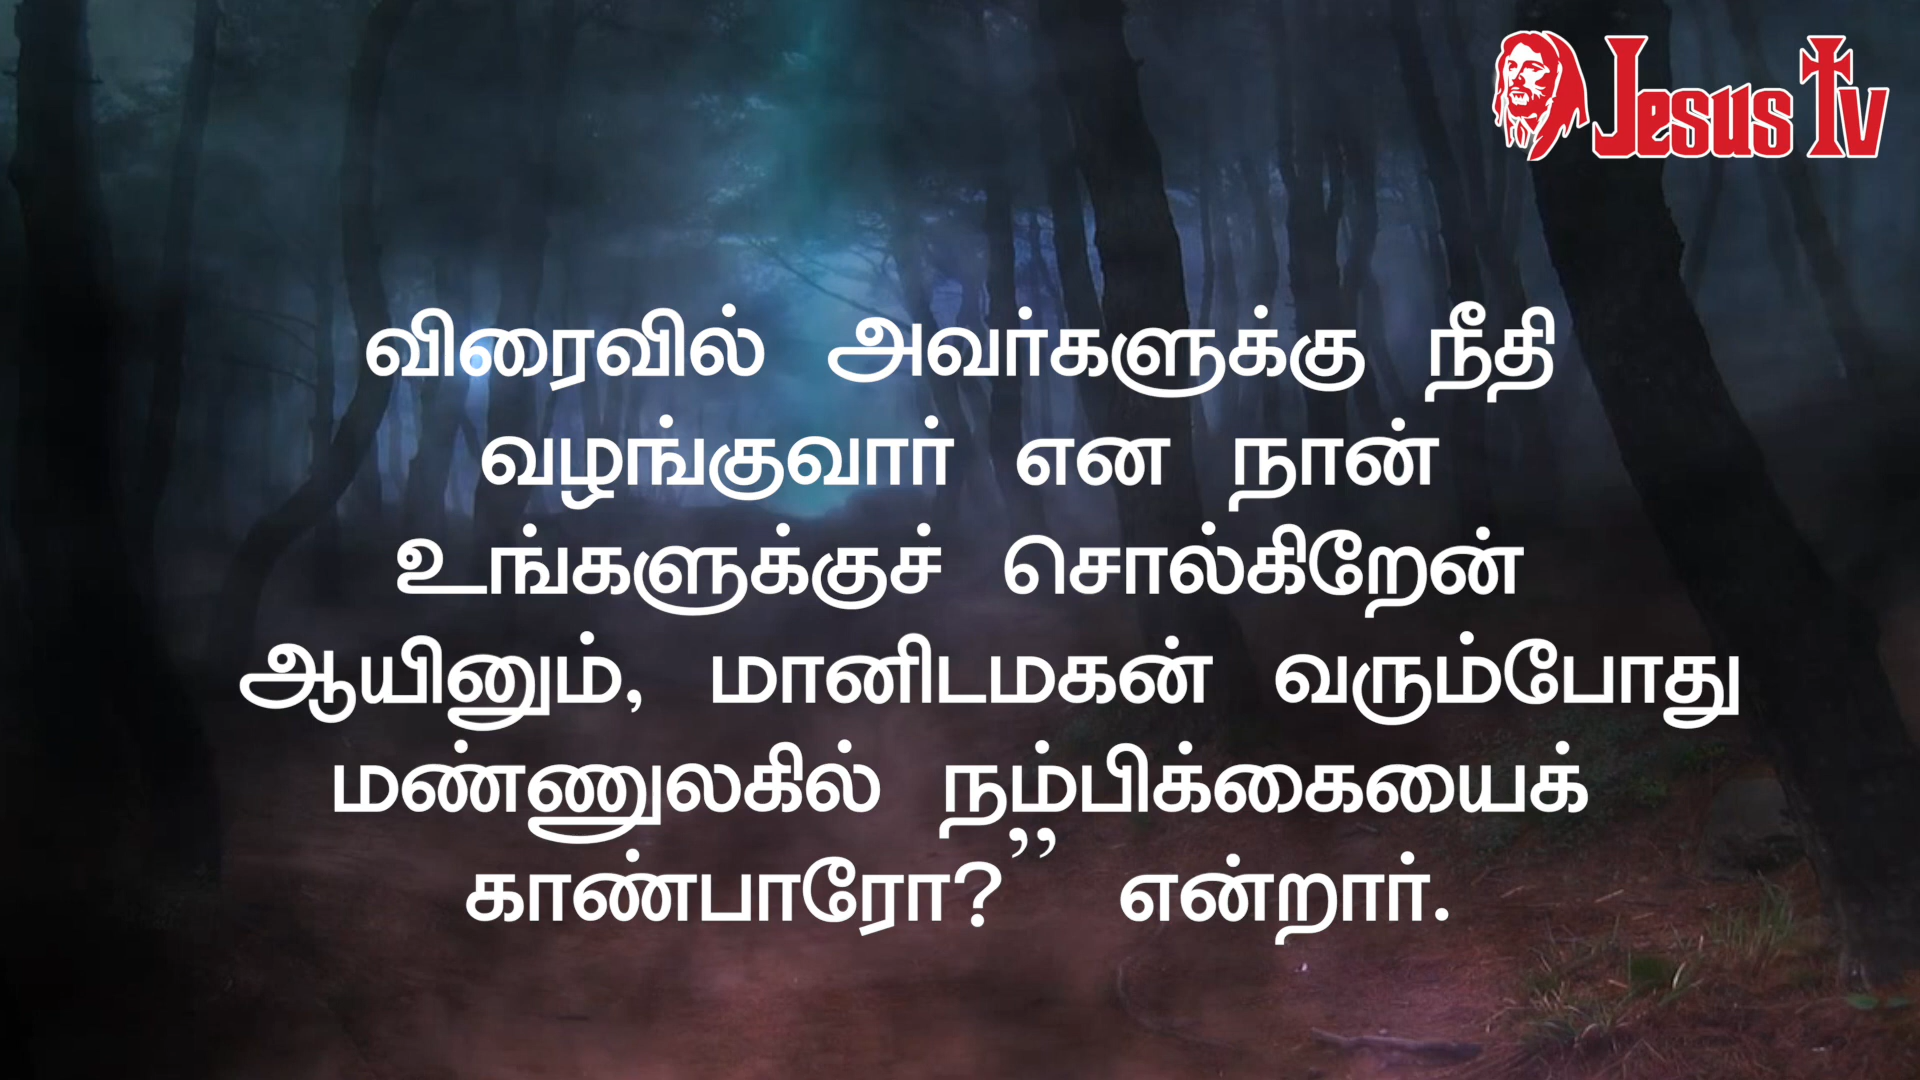 Jesus Tv
விரைவில் அவர்களுக்கு நீதி
வழங்குவார் என நான்
உங்களுக்குச் சொல்கிறேன்
ஆயினும், மானிடமகன் வரும்போது
மண்ணுலகில் நம்பிக்கையைக்
காண்பாரோ?” என்றார்.